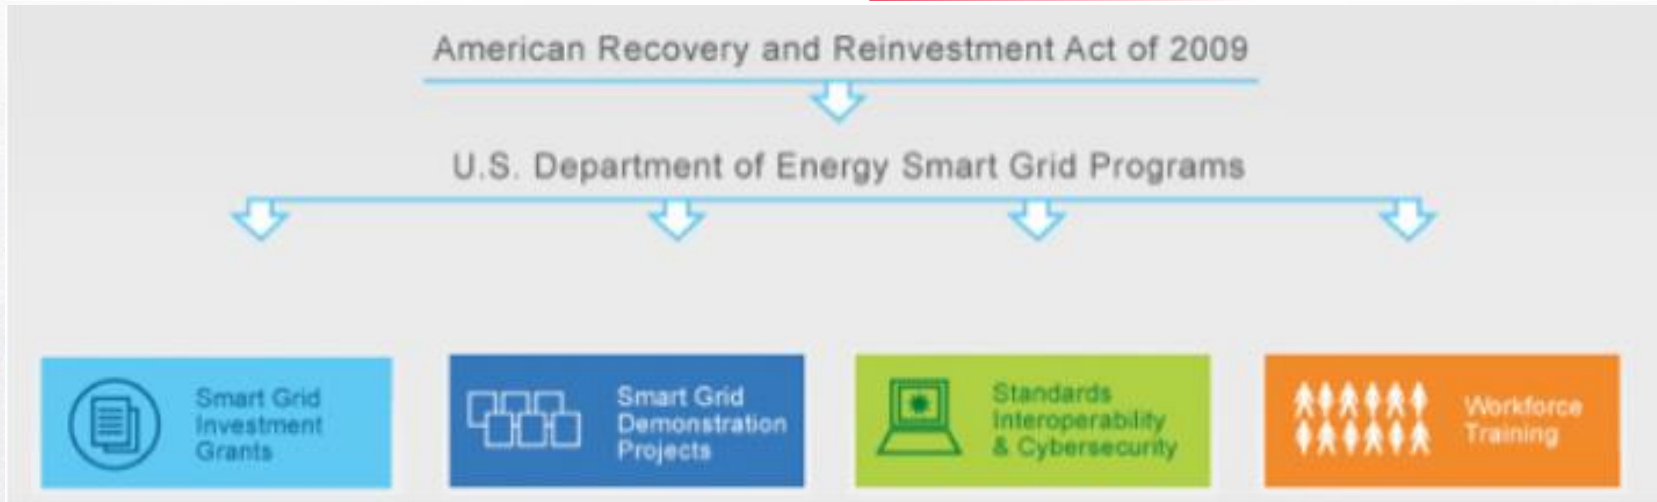 American Recovery and Reinvestment Act of 2009
U.S. Department of Energy Smart Grid Programs
Smart Grid
Investment
Grants
Smart Grid
Demonstration
Projects
Standards
Interoperability
& Cybersecurity
Workforce
Training